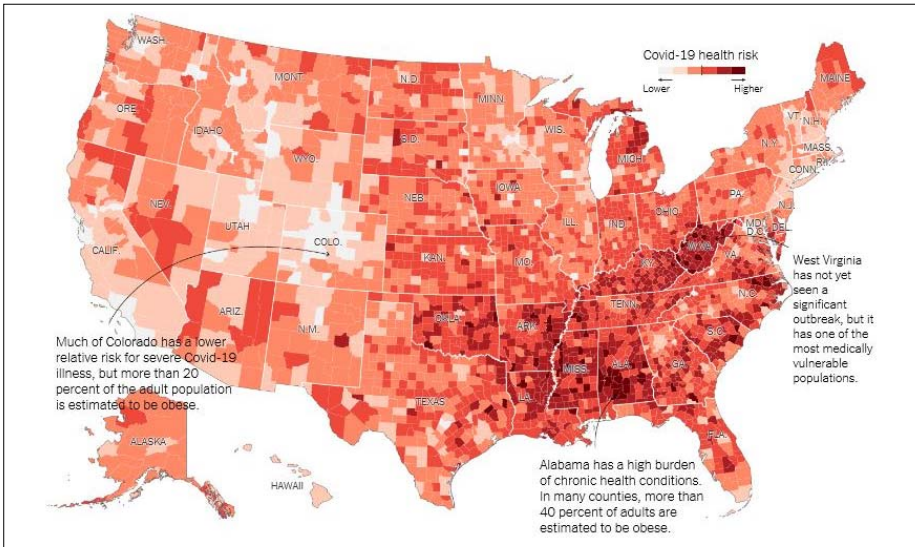 WASH.
MONT.
N.D.
MINN.
MAINE
ORE.
IDAHO
S.D.
WIS.
MICH.
VT.
N.H.
N.Y.
MASS.
R.I.
CONN.
WYO.
NEB.
IOWA
PA.
N.J.
NEV.
UTAH
COLO.
ILL.
IND.
OHIO
MD.
DEL.
D.C.
W.VA.
VA.
CALIF.
KAN.
MO.
KY.
ARIZ.
N.M.
OKLA.
ARK.
TENN.
N.C.
S.C.
TEXAS
LA.
MISS.
ALA.
GA.
FLA.
ALASKA
HAWAII
Covid-19 health risk
Lower
Higher
West Virginia
has not yet
seen a
significant
outbreak, but it
has one of the
most medically
vulnerable
populations.
Much of Colorado has a lower
relative risk for severe Covid-19
illness, but more than 20
percent of the adult population
is estimated to be obese.
Alabama has a high burden
of chronic health conditions.
In many counties, more than
40 percent of adults are
estimated to be obese.